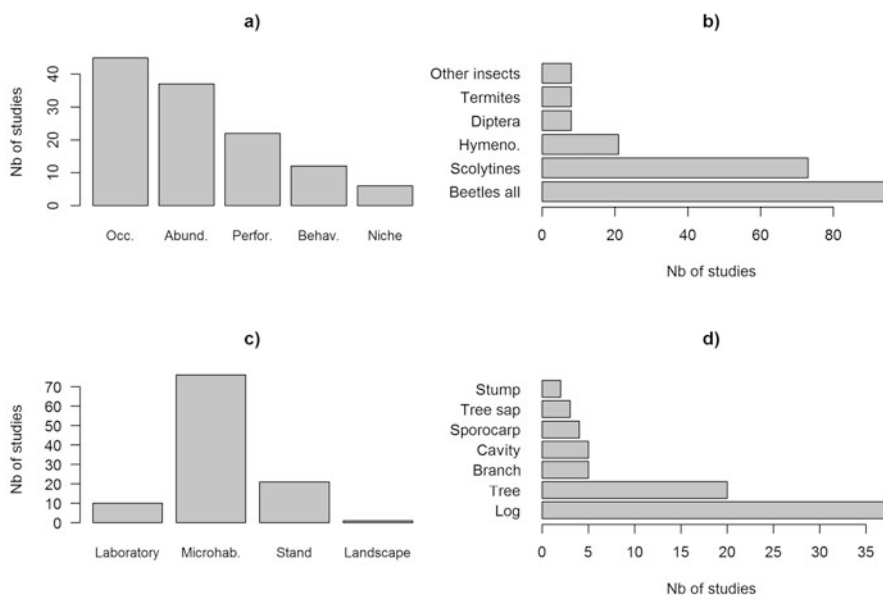 a)
Nb of studies
0 10 20 30 40
Occ. Abund. Perfor. Behav. Niche
b)
Other insects
Termites
Diptera
Hymeno.
Scolytines
Beetles all
0 20 40 60 80
Nb of studies
c)
Nb of studies
0 10 20 30 40 50 60 70
Laboratory Microhab. Stand Landscape
d)
Stump
Tree sap
Sporocarp
Cavity
Branch
Tree
Log
0 5 10 15 20 25 30 35
Nb of studies